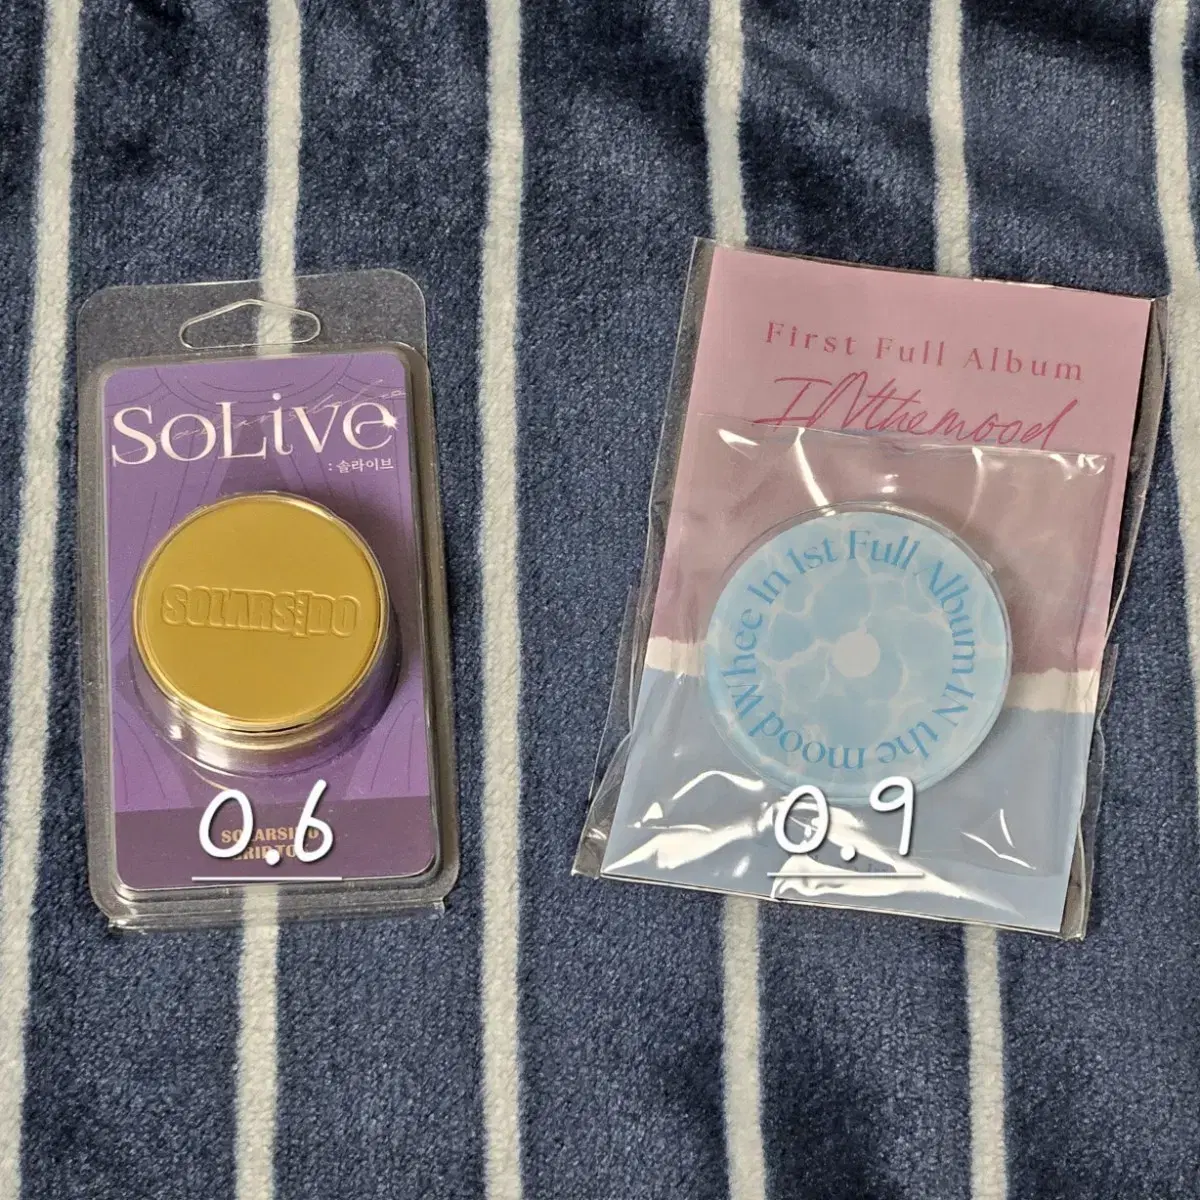 SOLive
: 솔라이브
SOLARSIDO
0.6
First Full Album
INthemood
Whee In 1st Full Album IN the mood
0.9